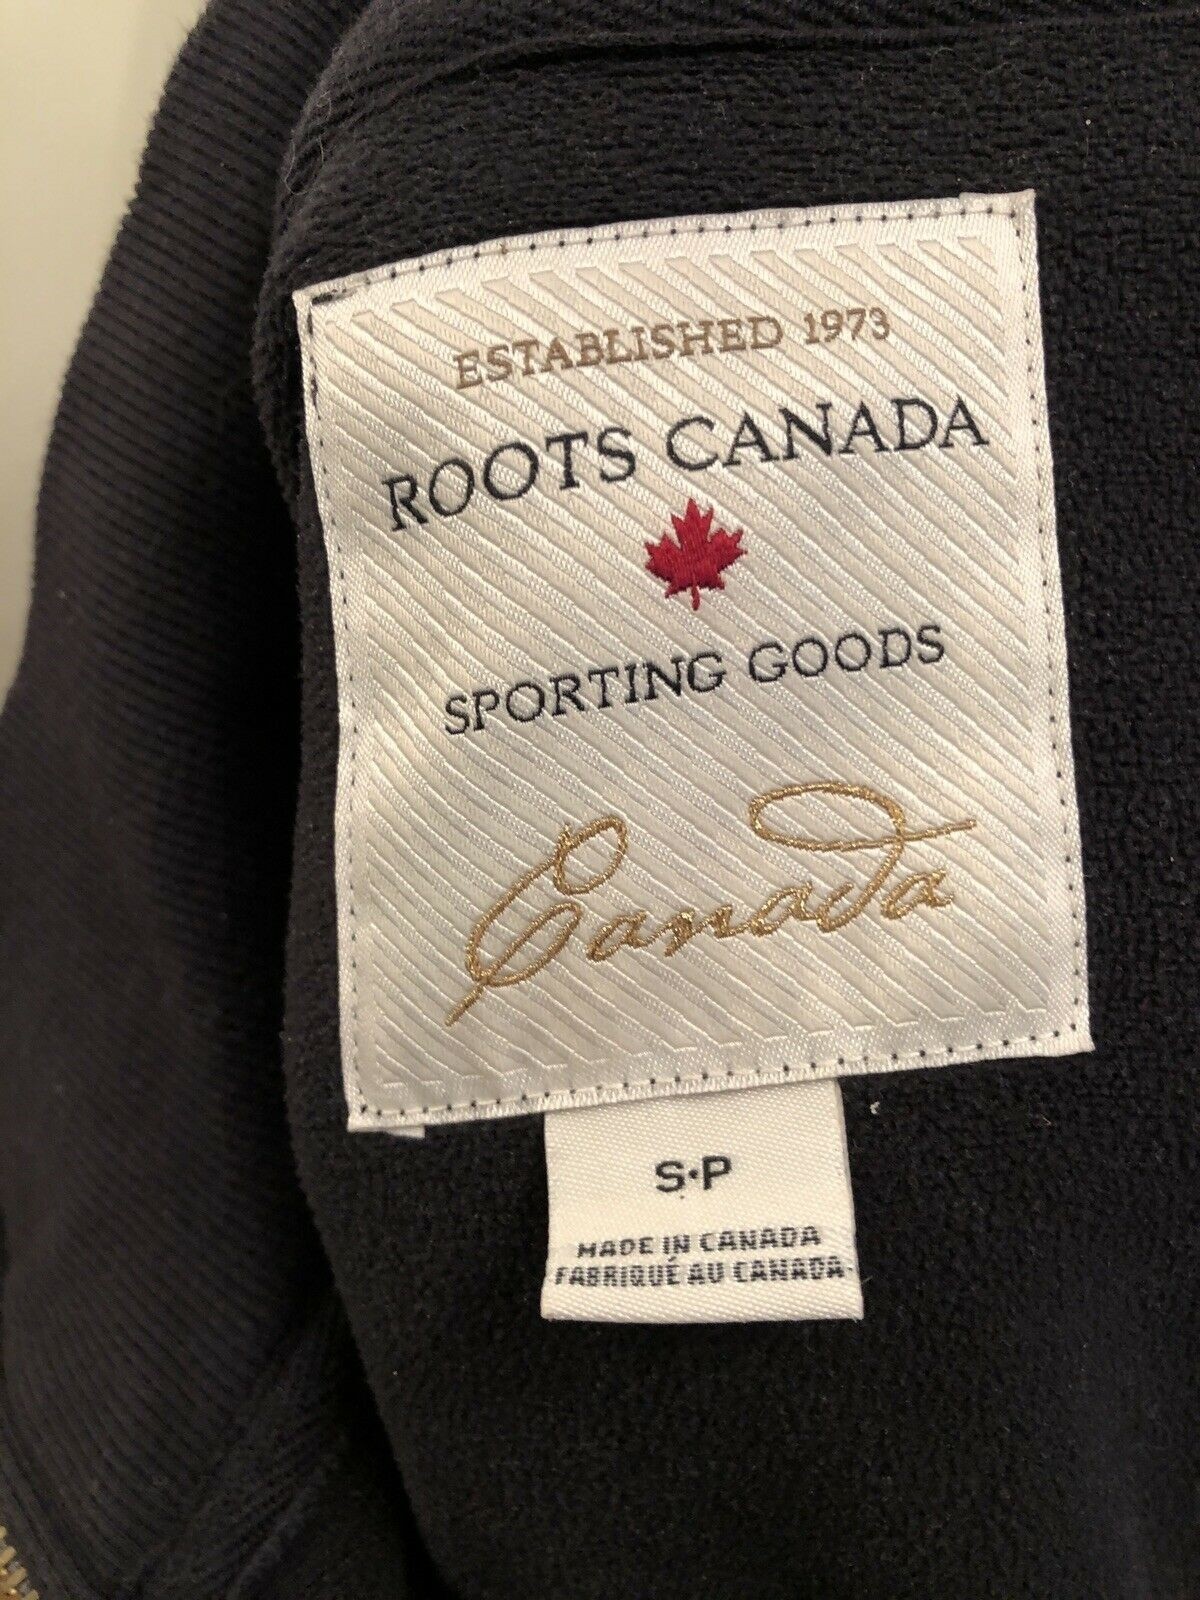 ESTABLISHED 1973
ROOTS CANADA
SPORTING GOODS
Canada
S·P
MADE IN CANADA
FABRIQUÉ AU CANADA